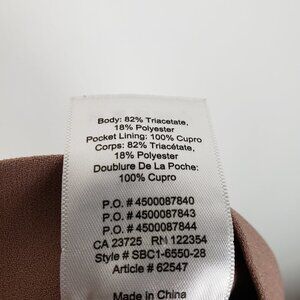 Body: 82% Triacetate,
18% Polyester
Pocket Lining: 100% Cupro
Corps: 82% Triacétate,
18% Polyester
Doublure De La Poche:
100% Cupro
P.O. # 4500087840
P.O. # 4500087843
P.O. # 4500087844
CA 23725 RN 122354
Style # SBC1-6550-28
Article # 62547
Made in China